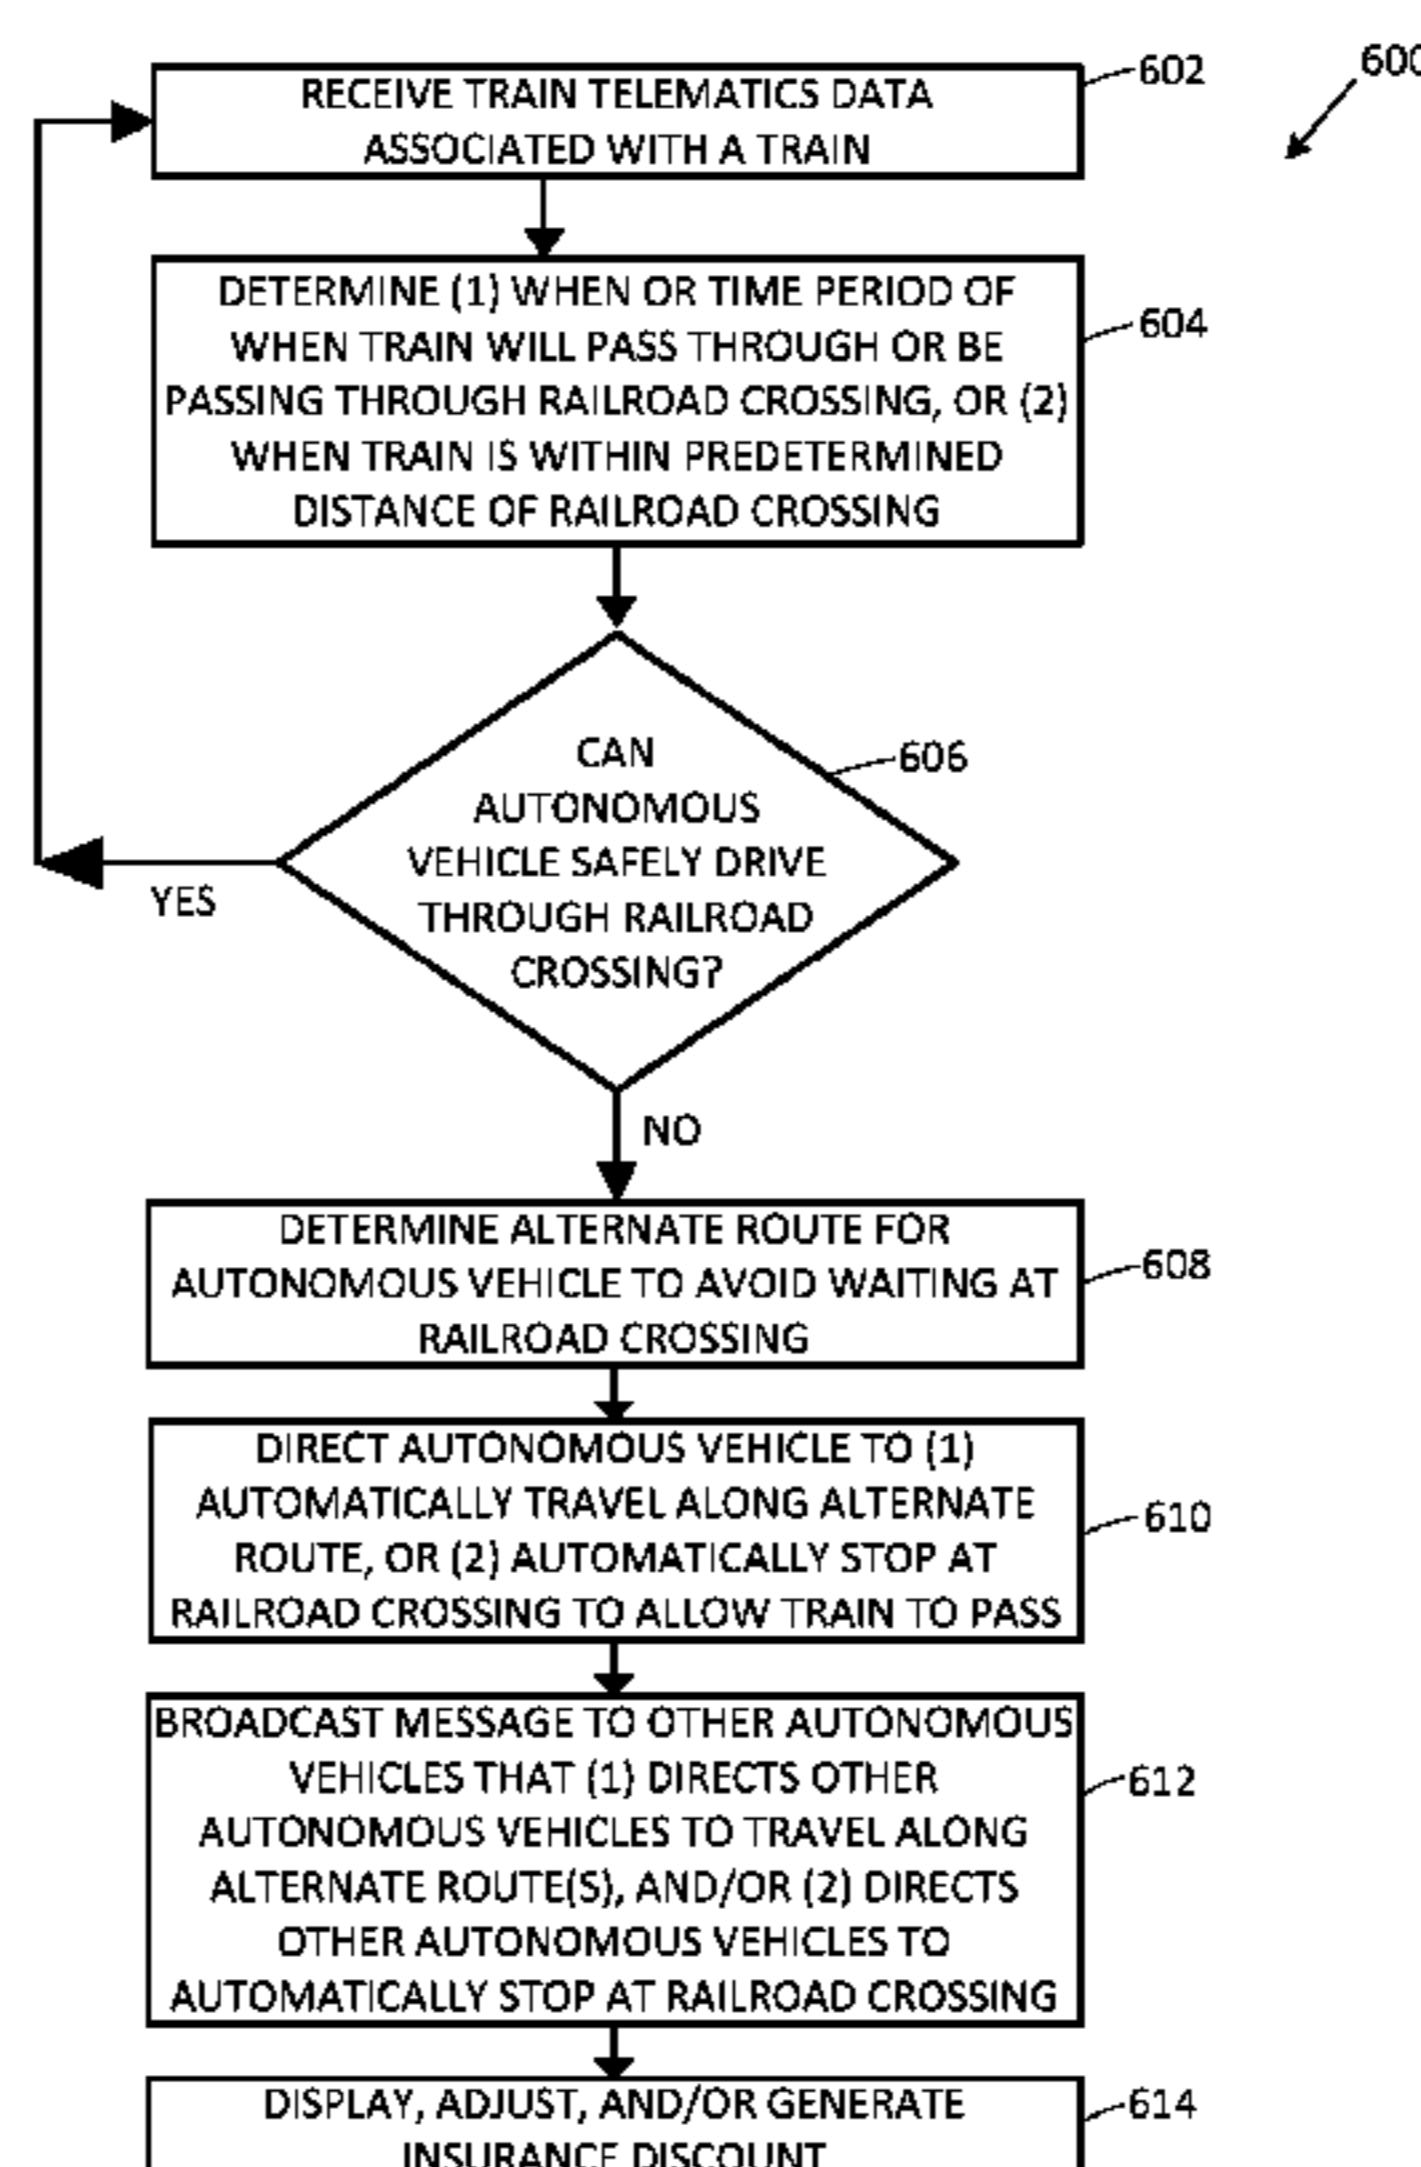 600
RECEIVE TRAIN TELEMATICS DATA
ASSOCIATED WITH A TRAIN
602
DETERMINE (1) WHEN OR TIME PERIOD OF
WHEN TRAIN WILL PASS THROUGH OR BE
PASSING THROUGH RAILROAD CROSSING, OR (2)
WHEN TRAIN IS WITHIN PREDETERMINED
DISTANCE OF RAILROAD CROSSING
604
CAN
AUTONOMOUS
VEHICLE SAFELY DRIVE
THROUGH RAILROAD
CROSSING?
606
YES
NO
DETERMINE ALTERNATE ROUTE FOR
AUTONOMOUS VEHICLE TO AVOID WAITING AT
RAILROAD CROSSING
608
DIRECT AUTONOMOUS VEHICLE TO (1)
AUTOMATICALLY TRAVEL ALONG ALTERNATE
ROUTE, OR (2) AUTOMATICALLY STOP AT
RAILROAD CROSSING TO ALLOW TRAIN TO PASS
610
BROADCAST MESSAGE TO OTHER AUTONOMOUS
VEHICLES THAT (1) DIRECTS OTHER
AUTONOMOUS VEHICLES TO TRAVEL ALONG
ALTERNATE ROUTE(S), AND/OR (2) DIRECTS
OTHER AUTONOMOUS VEHICLES TO
AUTOMATICALLY STOP AT RAILROAD CROSSING
612
DISPLAY, ADJUST, AND/OR GENERATE
INSURANCE DISCOUNT
614